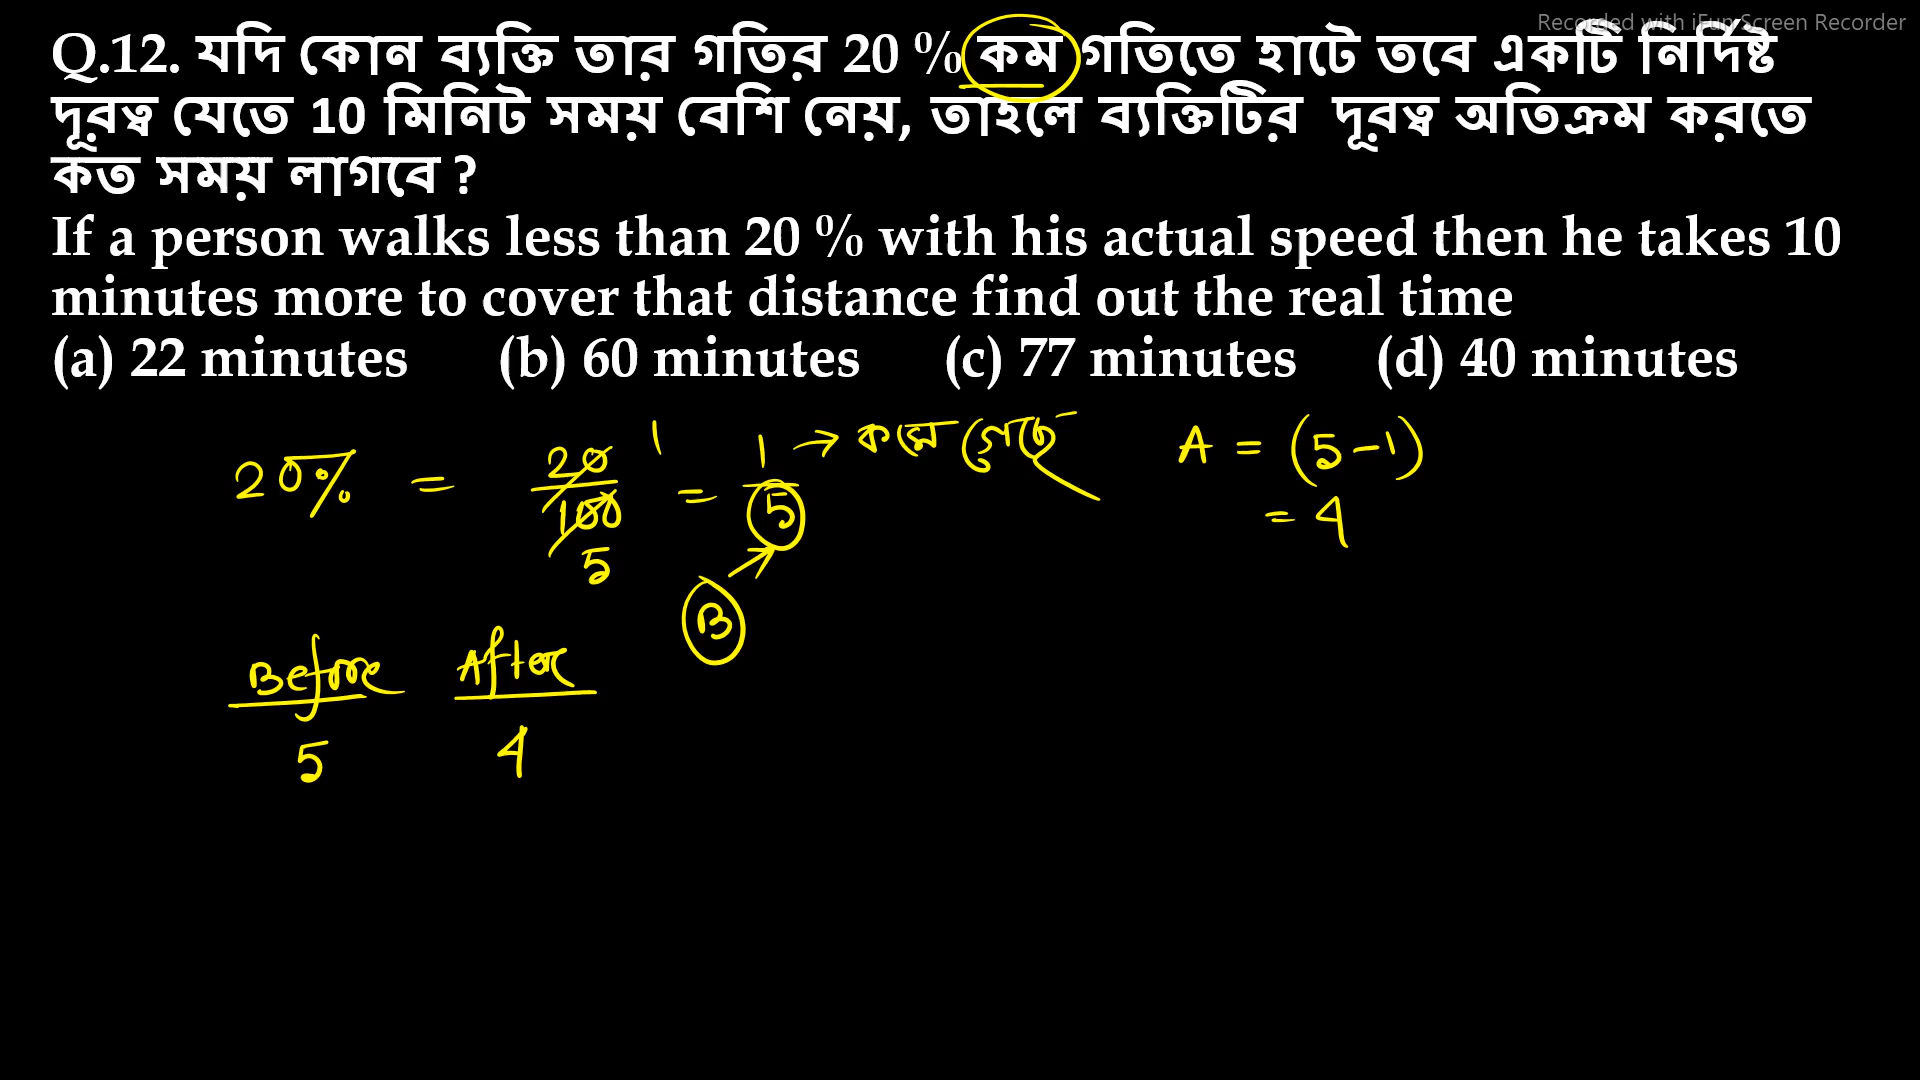 Recorded with iFun Screen Recorder
Q.12. যদি কোন ব্যক্তি তার গতির 20 % কম গতিতে হাটে তবে একটি নির্দিষ্ট
দূরত্ব যেতে 10 মিনিট সময় বেশি নেয়, তাহলে ব্যক্তিটির দূরত্ব অতিক্রম করতে
কত সময় লাগবে ?
If a person walks less than 20 % with his actual speed then he takes 10
minutes more to cover that distance find out the real time
(a) 22 minutes (b) 60 minutes (c) 77 minutes (d) 40 minutes
20% = 20/100 1/5 = 1/5 → কমে গেছে A = (5-1)
= 4
B
Before After
5 4